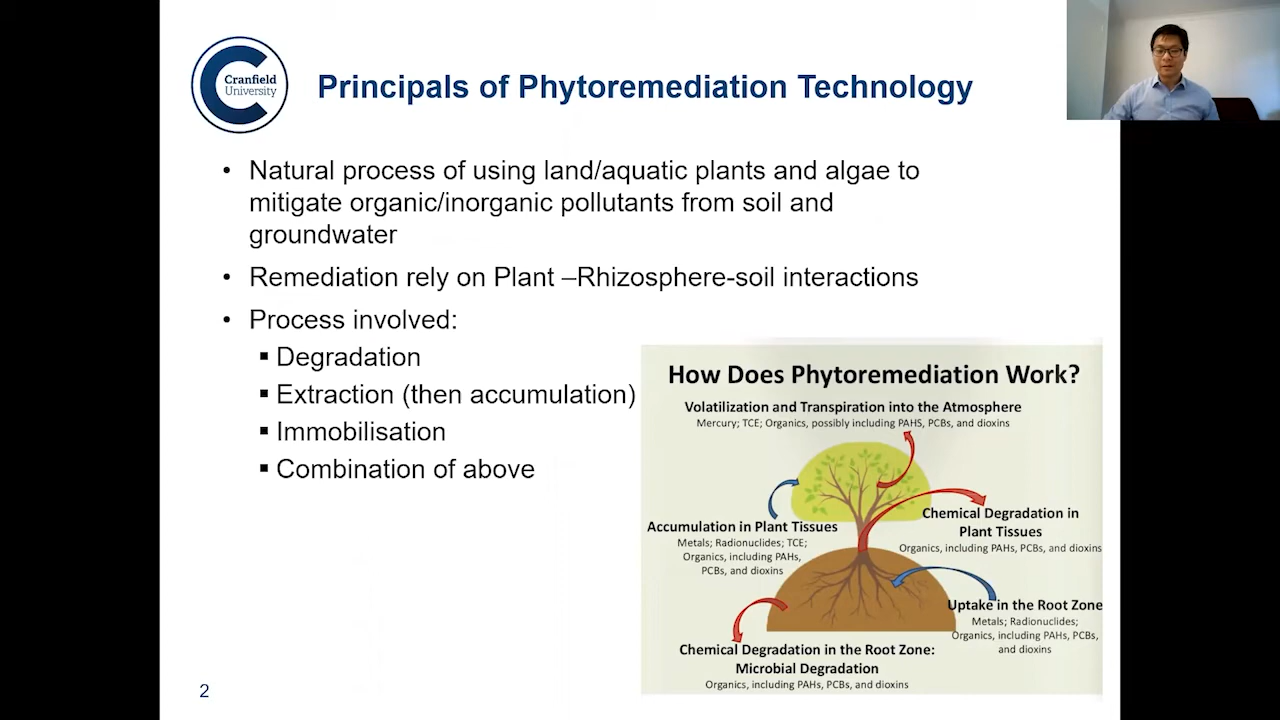 Cranfield
University
Principals of Phytoremediation Technology
• Natural process of using land/aquatic plants and algae to
mitigate organic/inorganic pollutants from soil and
groundwater
• Remediation rely on Plant –Rhizosphere-soil interactions
• Process involved:
▪ Degradation
▪ Extraction (then accumulation)
▪ Immobilisation
▪ Combination of above
How Does Phytoremediation Work?
Volatilization and Transpiration into the Atmosphere
Mercury; TCE; Organics, possibly including PAHS, PCBs, and dioxins
Accumulation in Plant Tissues
Metals; Radionuclides; TCE;
Organics, including PAHs,
PCBs, and dioxins
Chemical Degradation in
Plant Tissues
Organics, including PAHs, PCBs, and dioxins
Uptake in the Root Zone
Metals; Radionuclides;
Organics, including PAHs, PCBs,
and dioxins
Chemical Degradation in the Root Zone:
Microbial Degradation
Organics, including PAHs, PCBs, and dioxins
2